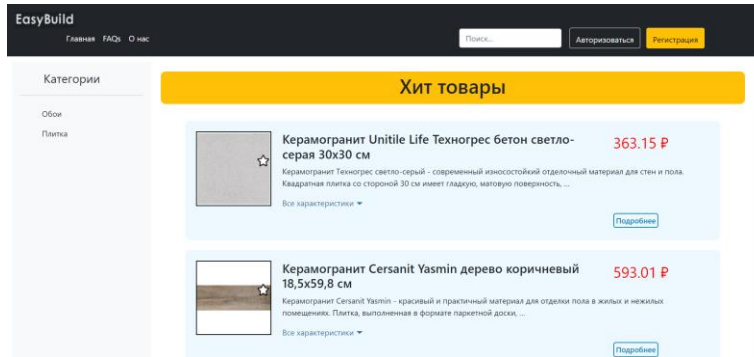 EasyBuild
Главная FAQs О нас
Поиск...
Авторизоваться
Регистрация
Категории
Обои
Плитка
Хит товары
Керамогранит Unitile Life Техногрес бетон светло-
серая 30x30 см
363.15 ₽
Керамогранит Техногрес светло-серый - современный износостойкий отделочный материал для стен и пола.
Квадратная плитка со стороной 30 см имеет гладкую, матовую поверхность, ...
Все характеристики
Подробнее
Керамогранит Cersanit Yasmin дерево коричневый
18,5x59,8 см
593.01 ₽
Керамогранит Cersanit Yasmin - красивый и практичный материал для отделки пола в жилых и нежилых
помещениях. Плитка, выполненная в формате паркетной доски, ...
Все характеристики
Подробнее